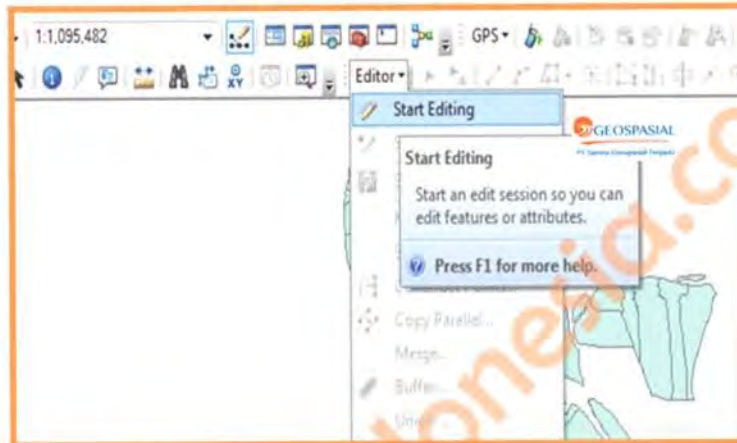 1:1,095,482
GPS
Editor
Start Editing
GEOSPASIAL
Start Editing
Start an edit session so you can
edit features or attributes.
Press F1 for more help.
Copy Parallel...
Merge...
Buffer...